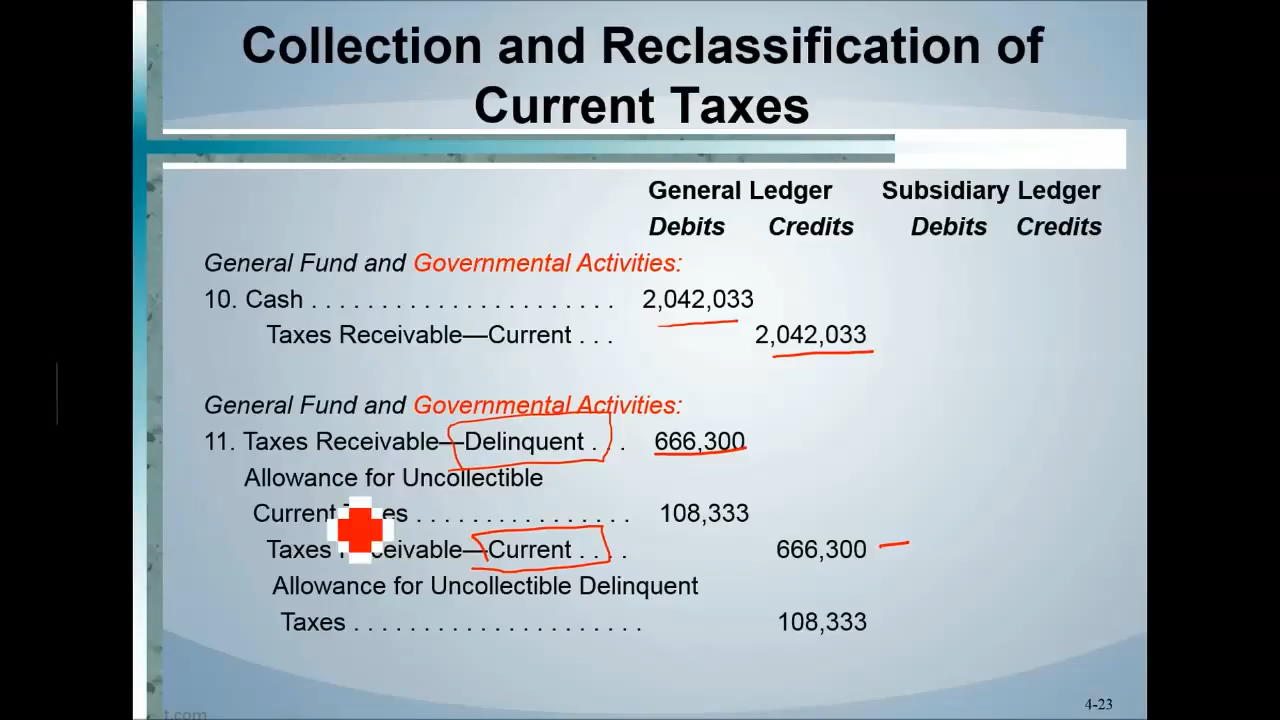 Collection and Reclassification of
Current Taxes
General Ledger Subsidiary Ledger
Debits Credits Debits Credits
General Fund and Governmental Activities:
10. Cash . . . . . . . . . . . . . . . . . . . . . . 2,042,033
Taxes Receivable—Current . . . 2,042,033
General Fund and Governmental Activities:
11. Taxes Receivable—Delinquent . . . 666,300
Allowance for Uncollectible
Current . . . . . . . . . . . . . . . . 108,333
Taxes Receivable—Current . . . . 666,300
Allowance for Uncollectible Delinquent
Taxes . . . . . . . . . . . . . . . . . . . . . 108,333
4-23
t.com